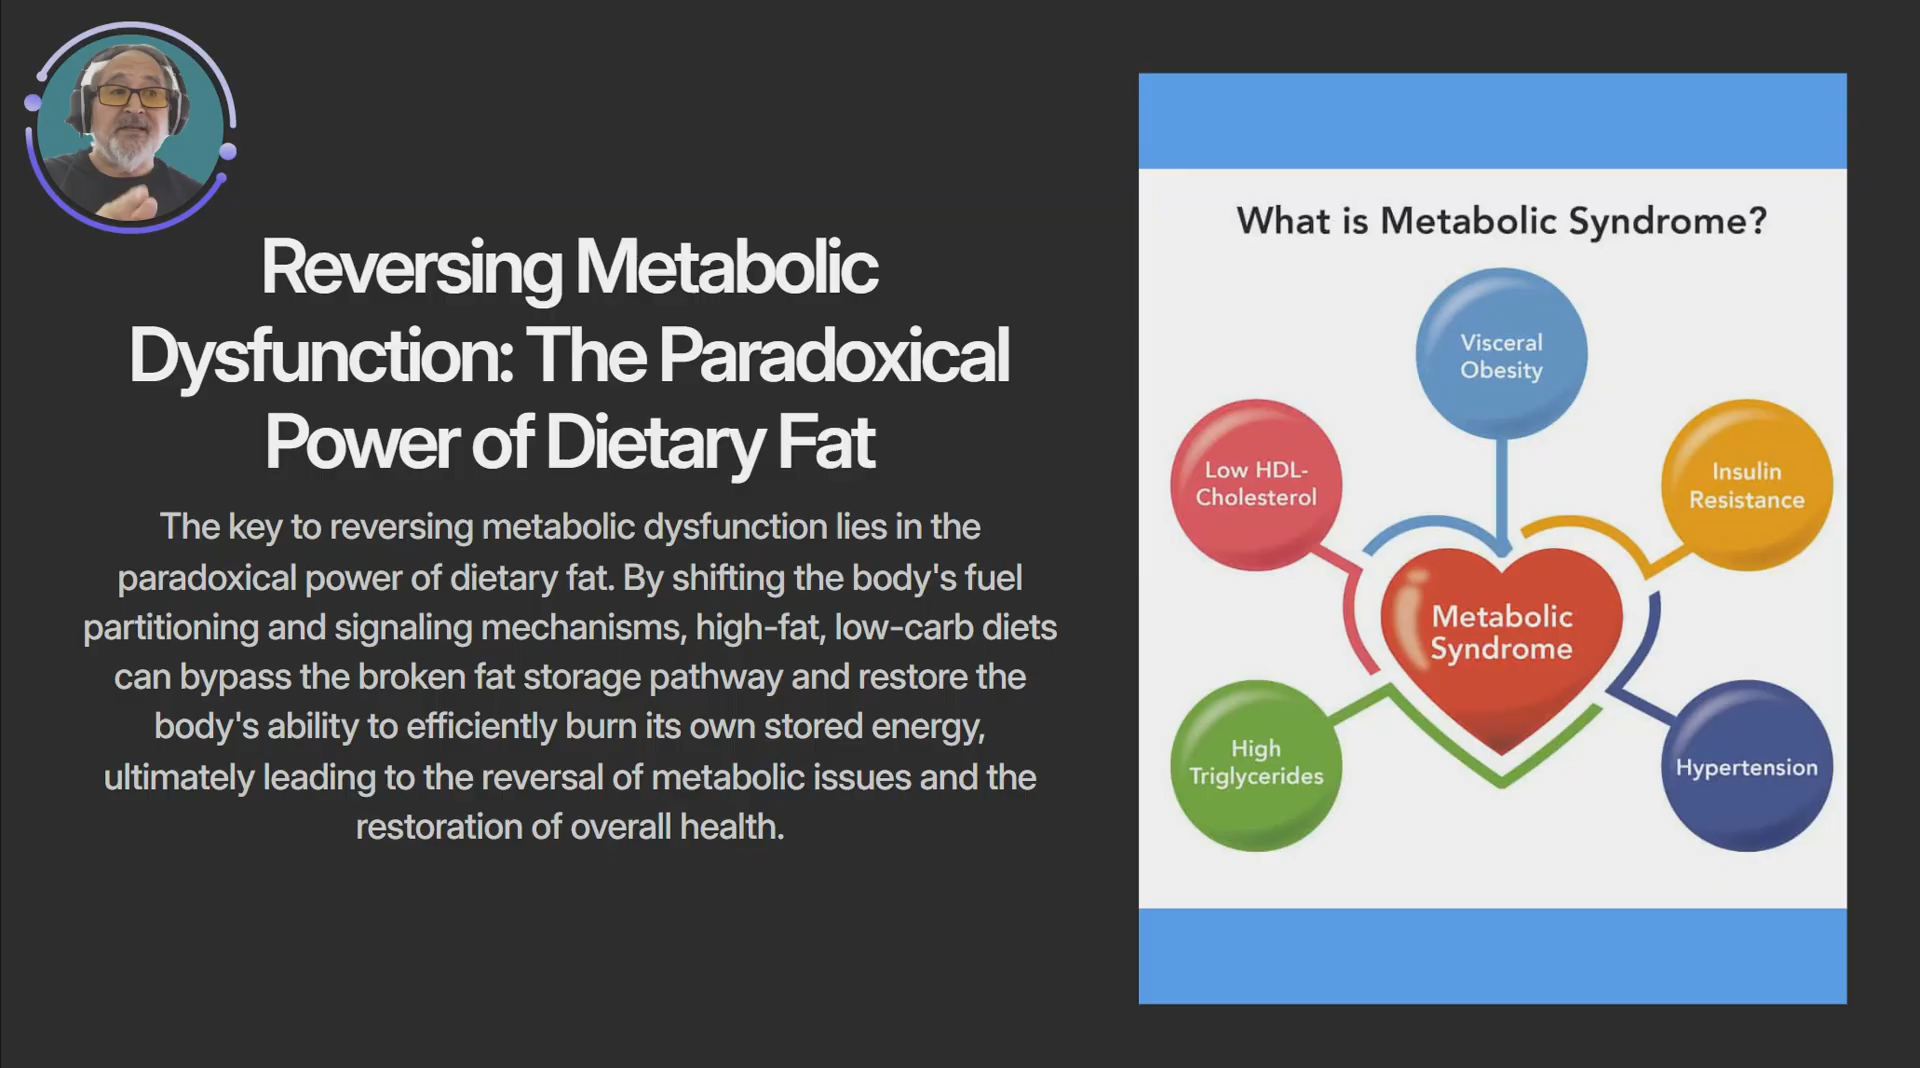 Reversing Metabolic
Dysfunction: The Paradoxical
Power of Dietary Fat
The key to reversing metabolic dysfunction lies in the
paradoxical power of dietary fat. By shifting the body's fuel
partitioning and signaling mechanisms, high-fat, low-carb diets
can bypass the broken fat storage pathway and restore the
body's ability to efficiently burn its own stored energy,
ultimately leading to the reversal of metabolic issues and the
restoration of overall health.
What is Metabolic Syndrome?
Visceral
Obesity
Low HDL-
Cholesterol
Insulin
Resistance
Metabolic
Syndrome
High
Triglycerides
Hypertension